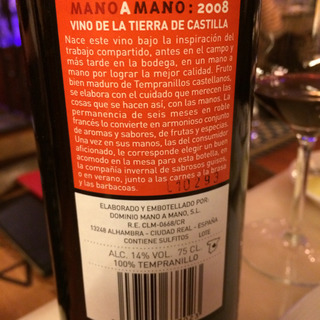 MANO A MANO: 2008
VINO DE LA TIERRA DE CASTILLA
Nace este vino bajo la inspiración del
trabajo compartido, antes en el campo y
más tarde en la bodega, en un mano a
mano por lograr la mejor calidad. Fruto
bien maduro de Tempranillos castellanos,
se elabora con el cuidado que merecen las
cosas que se hacen así, con las manos. La
permanencia de seis meses en roble
francés lo convierte en armonioso conjunto
de aromas y sabores, de frutas y especias.
Una vez en sus manos, las del consumidor
aficionado, le corresponde elegir un buen
acomodo en la mesa para esta botella, en
la compañía invernal de sabrosos guisos,
o en verano, junto a las carnes a la brasa
y las barbacoas.
ELABORADO Y EMBOTELLADO POR:
DOMINIO MANO A MANO, S.L.
R.E. CLM-0668/CR
13248 ALHAMBRA - CIUDAD REAL - ESPAÑA
CONTIENE SULFITOS LOTE
ALC. 14% VOL. 75 CL.
100% TEMPRANILLO